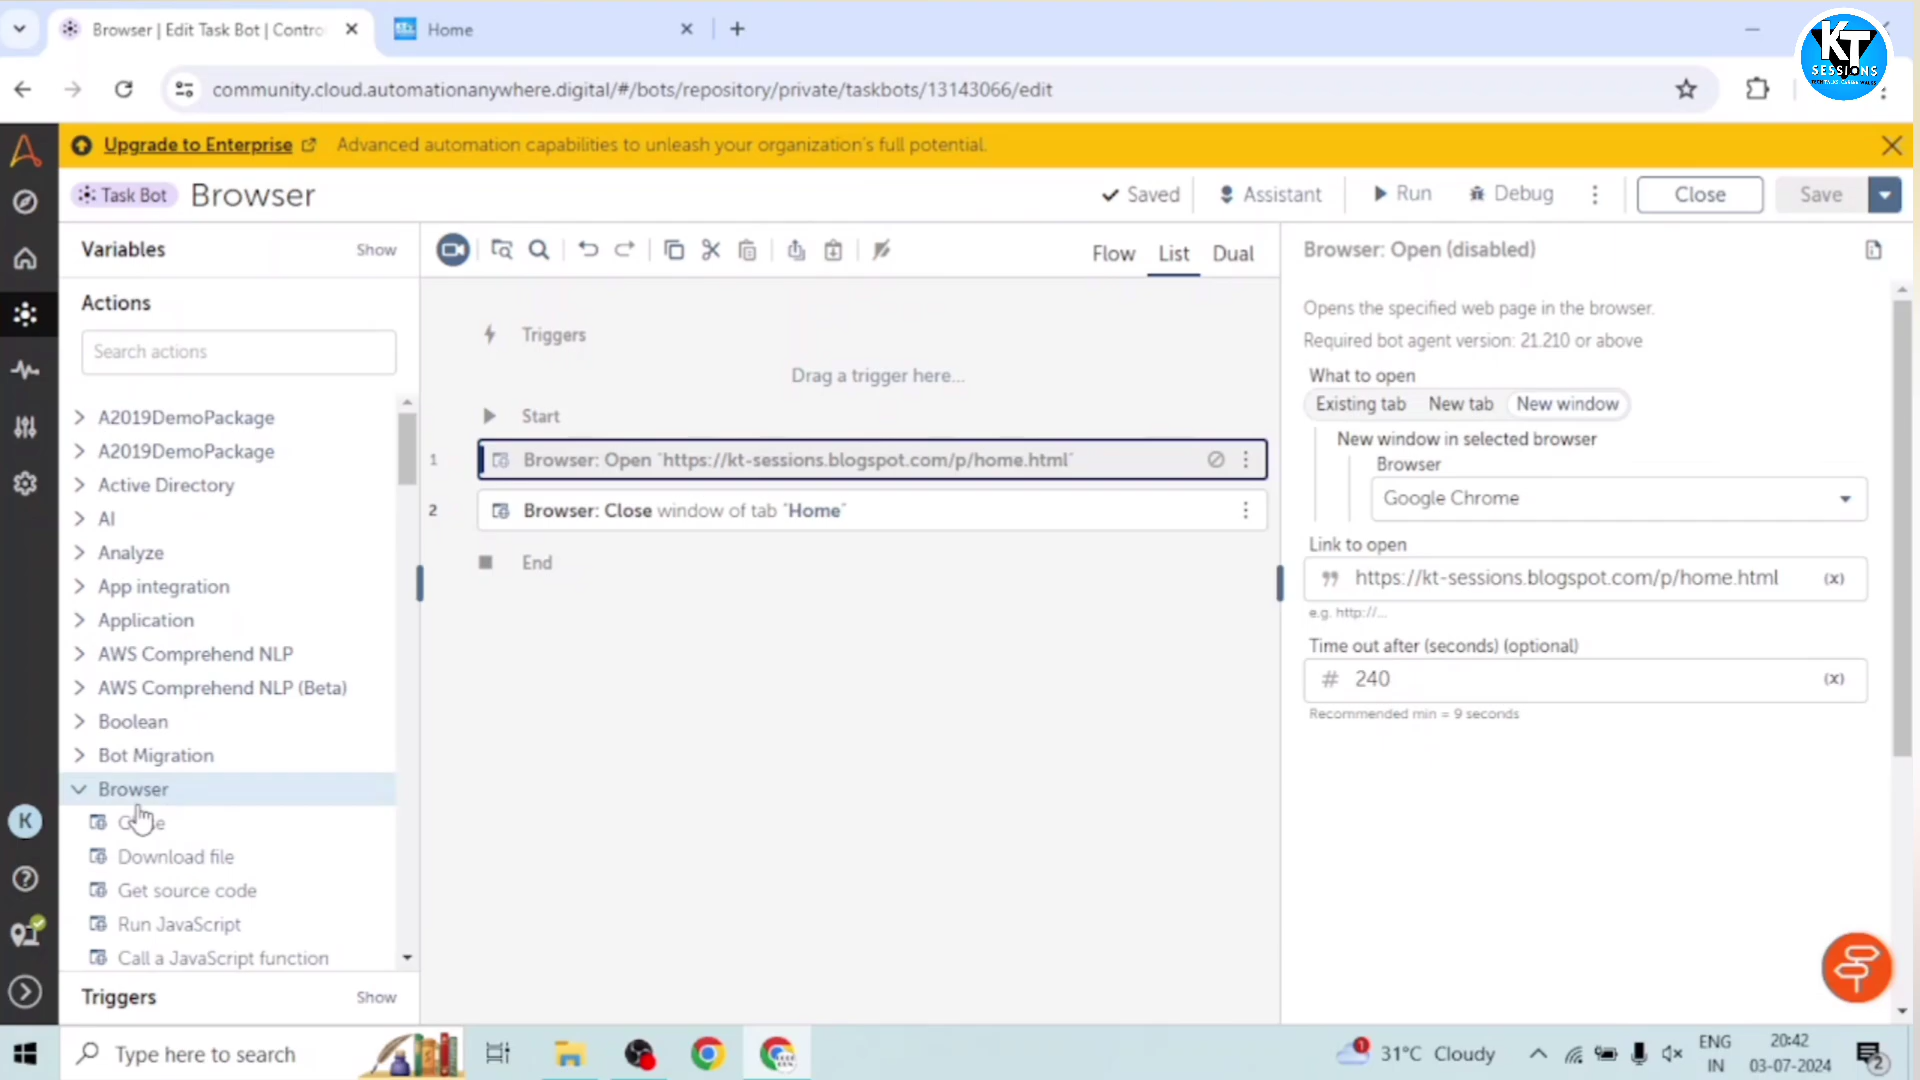 Browser | Edit Task Bot | Contro
Home
KT
SESSIONS
community.cloud.automationanywhere.digital/#/bots/repository/private/taskbots/13143066/edit
Upgrade to Enterprise
Advanced automation capabilities to unleash your organization's full potential.
Task Bot
Browser
Saved
Assistant
Run
Debug
Close
Save
Variables
Show
Flow
List
Dual
Browser: Open (disabled)
Actions
Search actions
A2019DemoPackage
A2019DemoPackage
Active Directory
AI
Analyze
App integration
Application
AWS Comprehend NLP
AWS Comprehend NLP (Beta)
Boolean
Bot Migration
Browser
Download file
Get source code
Run JavaScript
Call a JavaScript function
Triggers
Show
Triggers
Drag a trigger here...
Start
1
Browser: Open "https://kt-sessions.blogspot.com/p/home.html"
2
Browser: Close window of tab "Home"
End
Opens the specified web page in the browser.
Required bot agent version: 21.210 or above
What to open
Existing tab
New tab
New window
New window in selected browser
Browser
Google Chrome
Link to open
https://kt-sessions.blogspot.com/p/home.html
(x)
e.g. http://...
Time out after (seconds) (optional)
# 240
(x)
Recommended min = 9 seconds
K
Type here to search
1
31°C Cloudy
ENG
IN
20:42
03-07-2024
2